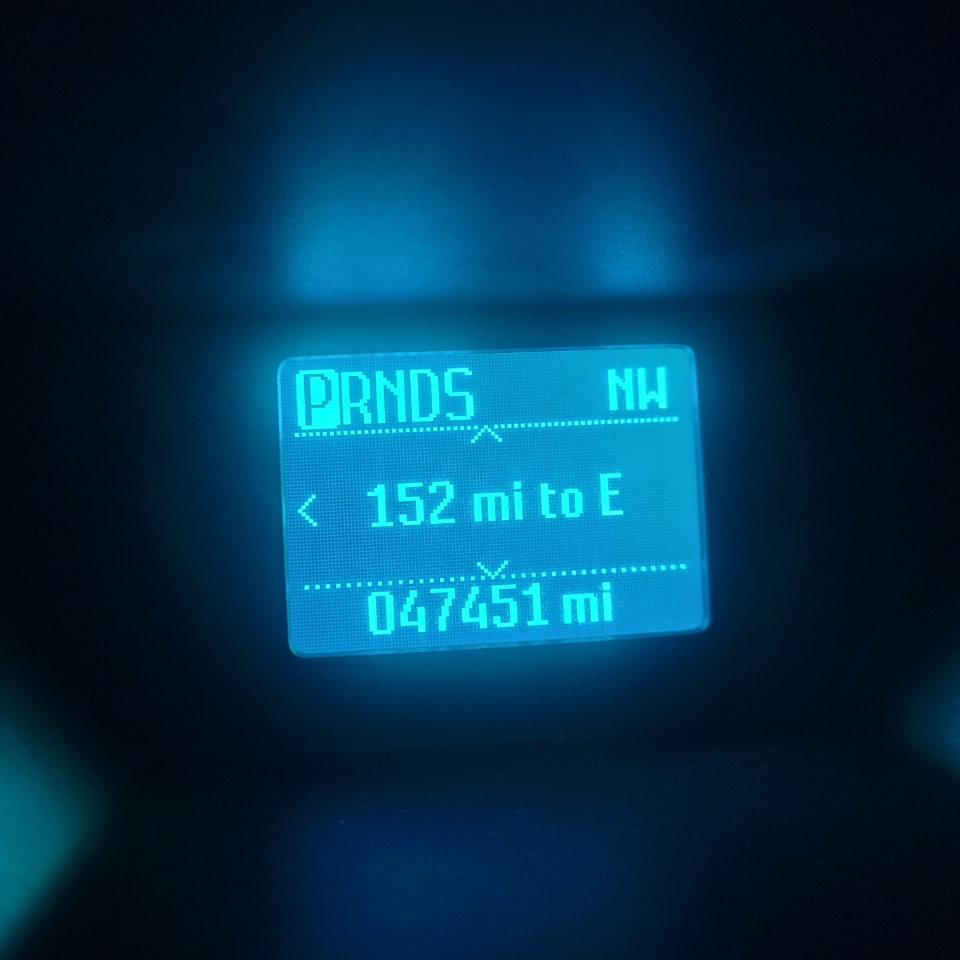 PRNDS NW
152 mi to E
047451 mi